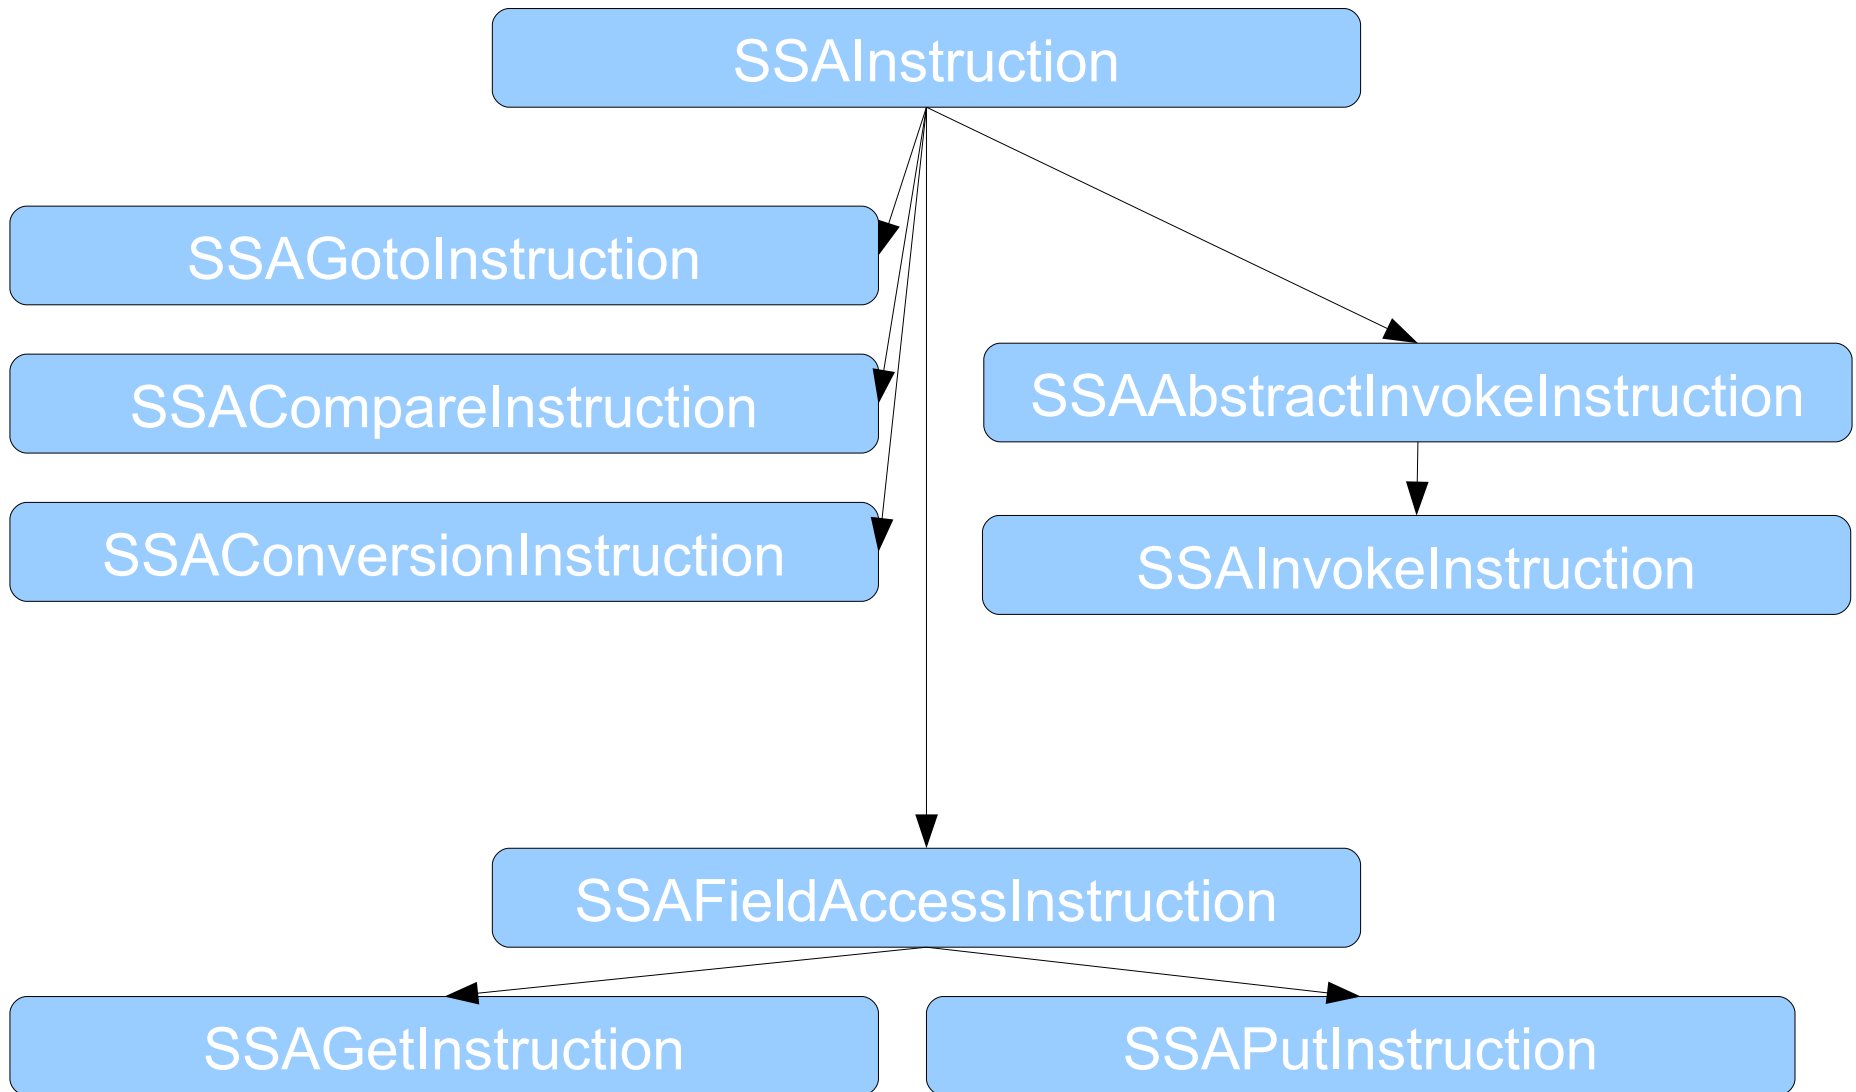 SSAInstruction
SSAGotoInstruction
SSACompareInstruction
SSAAbstractInvokeInstruction
SSAConversionInstruction
SSAInvokeInstruction
SSAFieldAccessInstruction
SSAGetInstruction
SSAPutInstruction